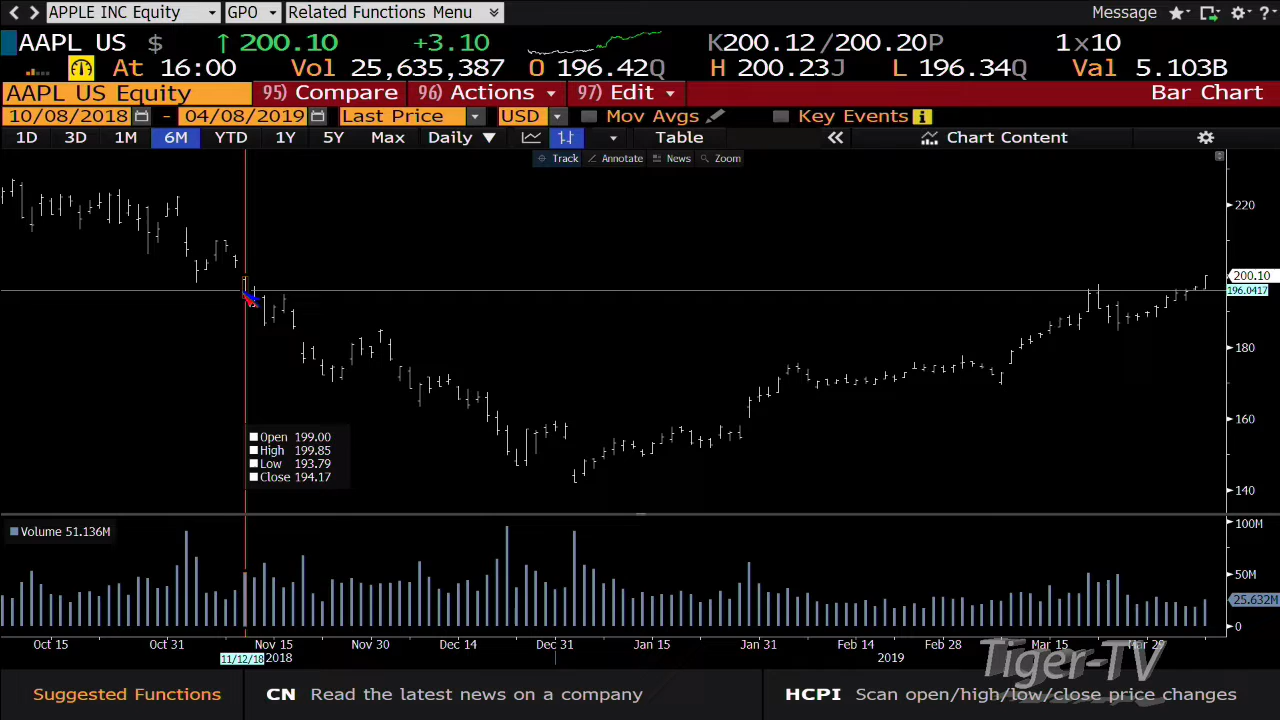 APPLE INC Equity GPO Related Functions Menu Message ?
AAPL US $ ↑ 200.10 +3.10 K200.12/200.20P 1x10
At 16:00 Vol 25,635,387 O 196.42Q H 200.23J L 196.34Q Val 5.103B
AAPL US Equity 95) Compare 96) Actions 97) Edit Bar Chart
10/08/2018 - 04/08/2019 Last Price USD Mov Avgs Key Events i
1D 3D 1M 6M YTD 1Y 5Y Max Daily ▼ Table « Chart Content
Track Annotate News Zoom
220
200.10
196.0417
180
160
140
Open 199.00
High 199.85
Low 193.79
Close 194.17
Volume 51.136M
100M
50M
25.632M
0
Oct 15 Oct 31 Nov 15 Nov 30 Dec 14 Dec 31 Jan 15 Jan 31 Feb 14 Feb 28 Mar 15 Mar 29
11/12/18 2018 2019
Tiger-TV
Suggested Functions CN Read the latest news on a company HCPI Scan open/high/low/close price changes